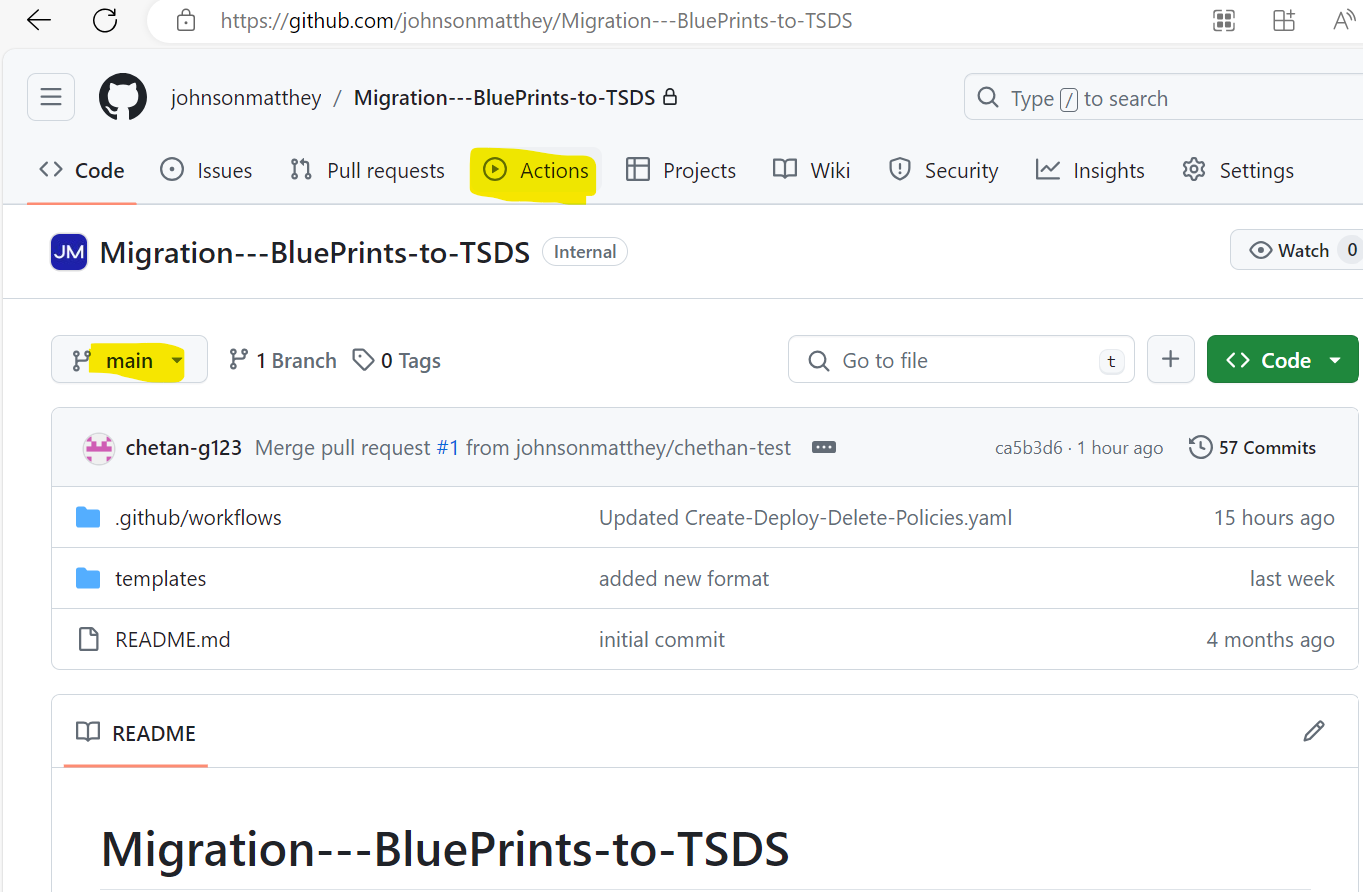 https://github.com/johnsonmatthey/Migration---BluePrints-to-TSDS
johnsonmatthey / Migration---BluePrints-to-TSDS
Type / to search
Code Issues Pull requests Actions Projects Wiki Security Insights Settings
JM Migration---BluePrints-to-TSDS Internal
Watch 0
main 1 Branch 0 Tags Go to file t + Code
chetan-g123 Merge pull request #1 from johnsonmatthey/chethan-test ca5b3d6 · 1 hour ago 57 Commits
.github/workflows Updated Create-Deploy-Delete-Policies.yaml 15 hours ago
templates added new format last week
README.md initial commit 4 months ago
README
Migration---BluePrints-to-TSDS